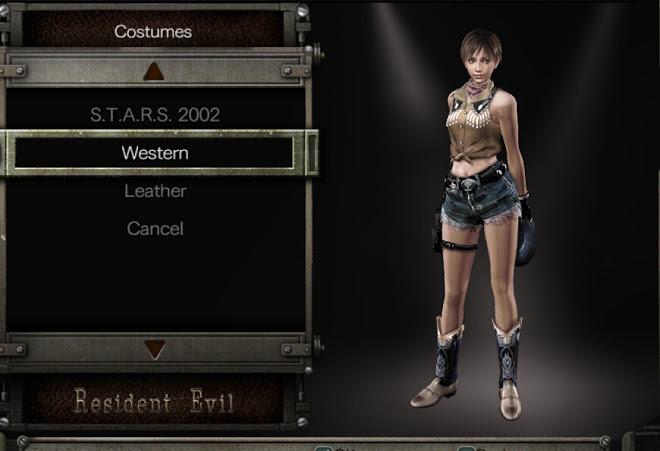 Costumes
S.T.A.R.S. 2002
Western
Leather
Cancel
Resident Evil